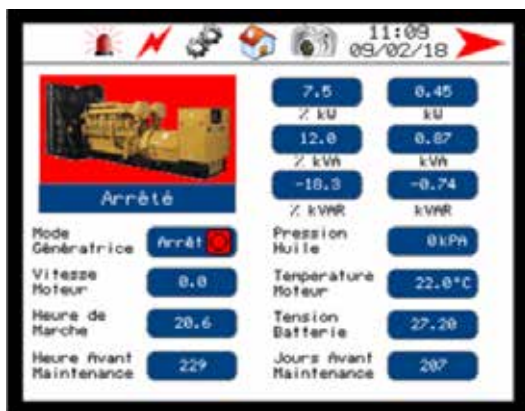 11:09
09/02/18
7.5 0.45
% kW kW
12.0 0.87
% kVA kVA
-18.3 -0.74
% kVAR kVAR
Arrêté
Mode
Génératrice Arrêt
Pression
Huile 0kPA
Vitesse
Moteur 0.0
Température
Moteur 22.0°C
Heure de
Marche 20.6
Tension
Batterie 27.20
Heure Avant
Maintenance 229
Jours Avant
Maintenance 207